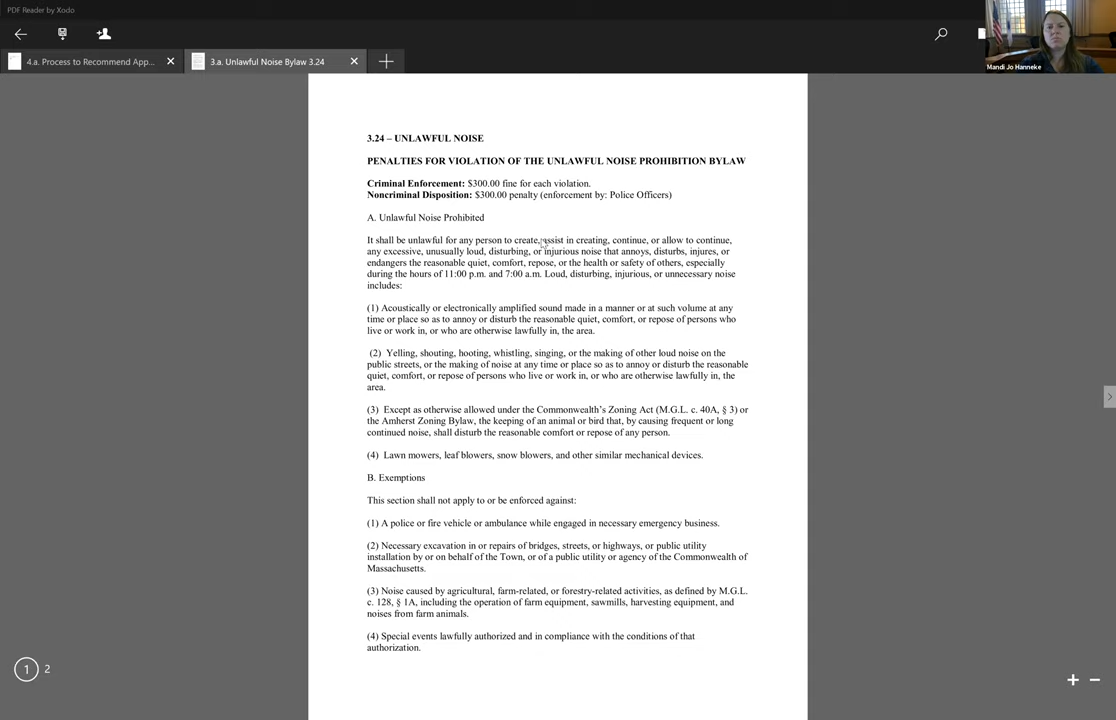 PDF Reader by Xodo
4.a. Process to Recommend App...
3.a. Unlawful Noise Bylaw 3.24
Mandi Jo Hanneke
3.24 – UNLAWFUL NOISE
PENALTIES FOR VIOLATION OF THE UNLAWFUL NOISE PROHIBITION BYLAW
Criminal Enforcement: $300.00 fine for each violation.
Noncriminal Disposition: $300.00 penalty (enforcement by: Police Officers)
A. Unlawful Noise Prohibited
It shall be unlawful for any person to create, assist in creating, continue, or allow to continue,
any excessive, unusually loud, disturbing, or injurious noise that annoys, disturbs, injures, or
endangers the reasonable quiet, comfort, repose, or the health or safety of others, especially
during the hours of 11:00 p.m. and 7:00 a.m. Loud, disturbing, injurious, or unnecessary noise
includes:
(1) Acoustically or electronically amplified sound made in a manner or at such volume at any
time or place so as to annoy or disturb the reasonable quiet, comfort, or repose of persons who
live or work in, or who are otherwise lawfully in, the area.
(2) Yelling, shouting, hooting, whistling, singing, or the making of other loud noise on the
public streets, or the making of noise at any time or place so as to annoy or disturb the reasonable
quiet, comfort, or repose of persons who live or work in, or who are otherwise lawfully in, the
area.
(3) Except as otherwise allowed under the Commonwealth's Zoning Act (M.G.L. c. 40A, § 3) or
the Amherst Zoning Bylaw, the keeping of an animal or bird that, by causing frequent or long
continued noise, shall disturb the reasonable comfort or repose of any person.
(4) Lawn mowers, leaf blowers, snow blowers, and other similar mechanical devices.
B. Exemptions
This section shall not apply to or be enforced against:
(1) A police or fire vehicle or ambulance while engaged in necessary emergency business.
(2) Necessary excavation in or repairs of bridges, streets, or highways, or public utility
installation by or on behalf of the Town, or of a public utility or agency of the Commonwealth of
Massachusetts.
(3) Noise caused by agricultural, farm-related, or forestry-related activities, as defined by M.G.L.
c. 128, § 1A, including the operation of farm equipment, sawmills, harvesting equipment, and
noises from farm animals.
(4) Special events lawfully authorized and in compliance with the conditions of that
authorization.
1 2